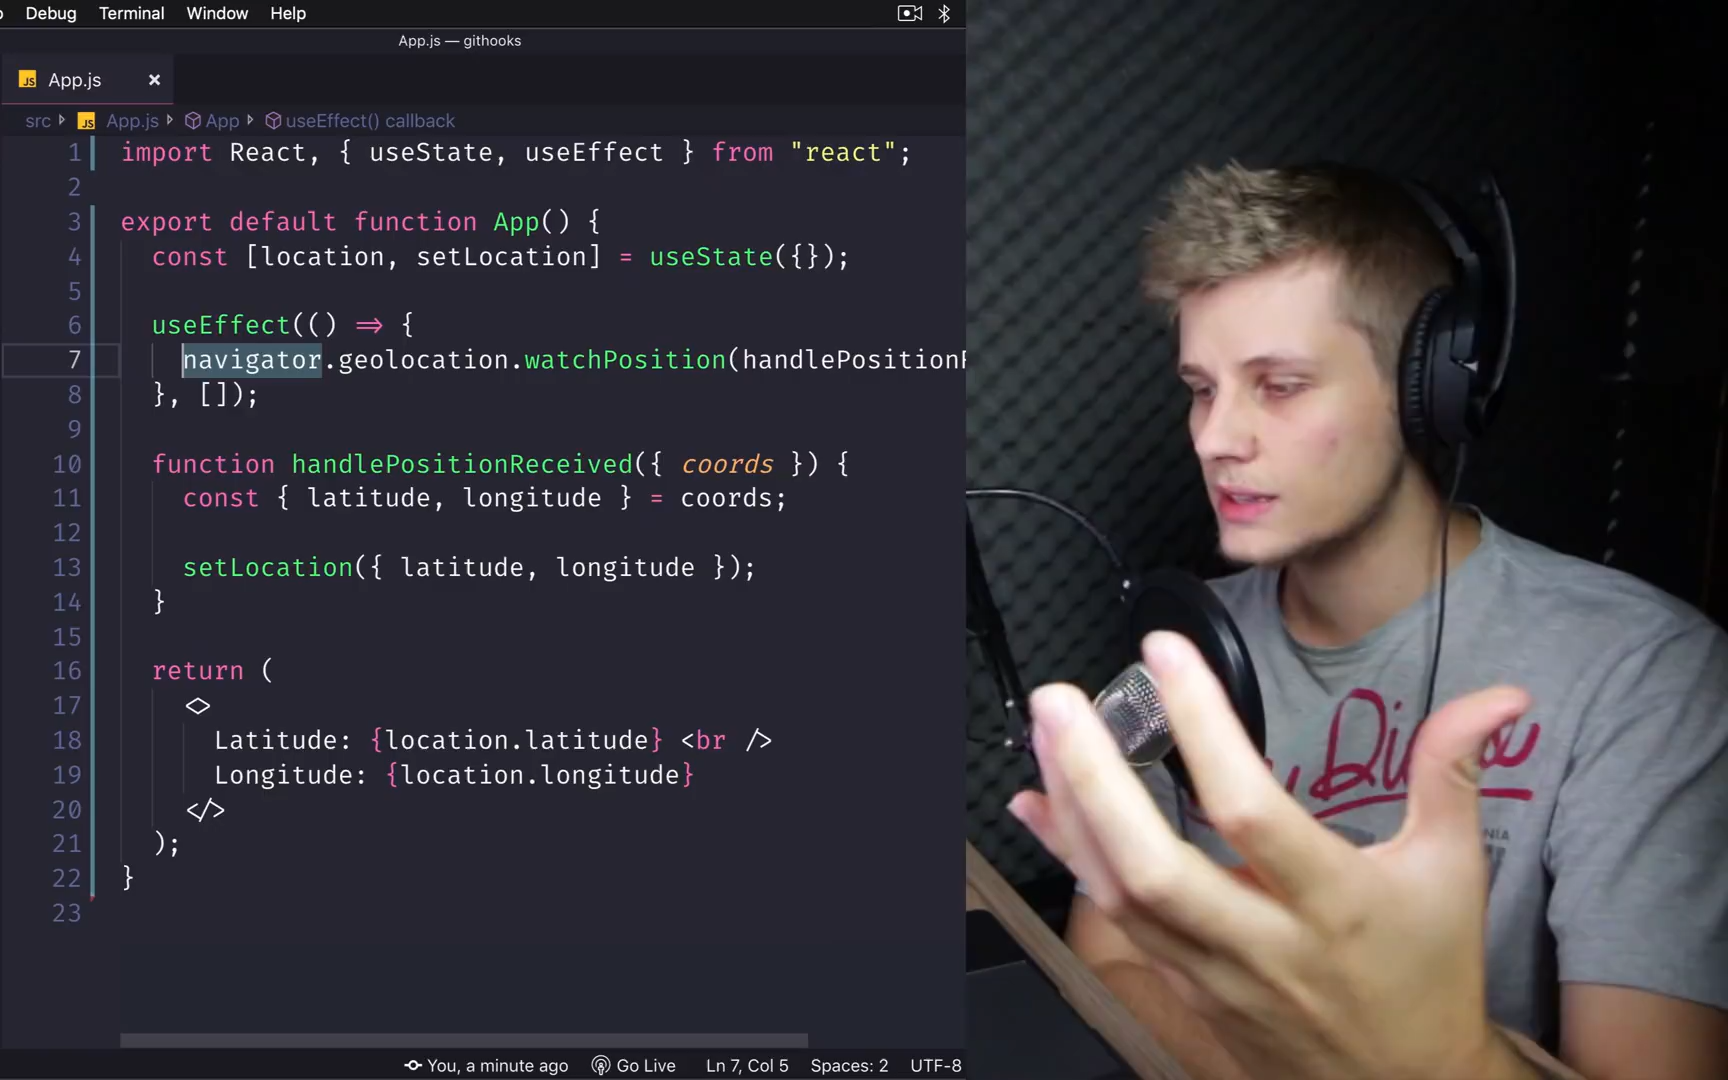 Debug Terminal Window Help
App.js — githooks
JS App.js ×
src JS App.js App useEffect() callback
1 import React, { useState, useEffect } from "react";
2
3 export default function App() {
4 const [location, setLocation] = useState({});
5
6 useEffect(() => {
7 navigator.geolocation.watchPosition(handlePosition
8 }, []);
9
10 function handlePositionReceived({ coords }) {
11 const { latitude, longitude } = coords;
12
13 setLocation({ latitude, longitude });
14 }
15
16 return (
17 <>
18 Latitude: {location.latitude} <br />
19 Longitude: {location.longitude}
20 </>
21 );
22 }
23
You, a minute ago Go Live Ln 7, Col 5 Spaces: 2 UTF-8